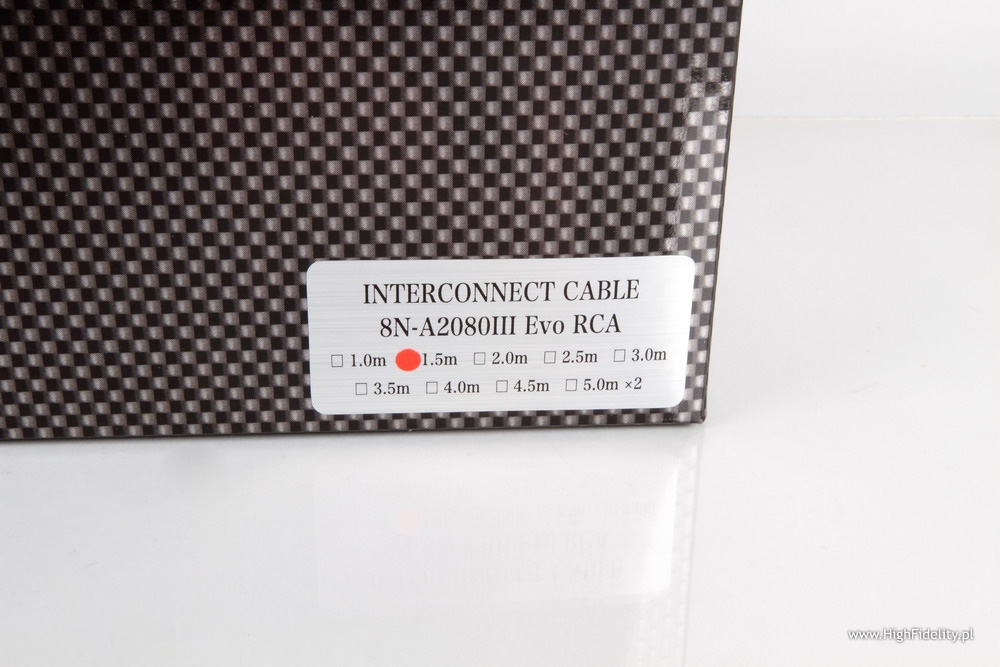 INTERCONNECT CABLE
8N-A2080III Evo RCA
□ 1.0m 1.5m □ 2.0m □ 2.5m □ 3.0m
□ 3.5m □ 4.0m □ 4.5m □ 5.0m ×2
www.HighFidelity.pl